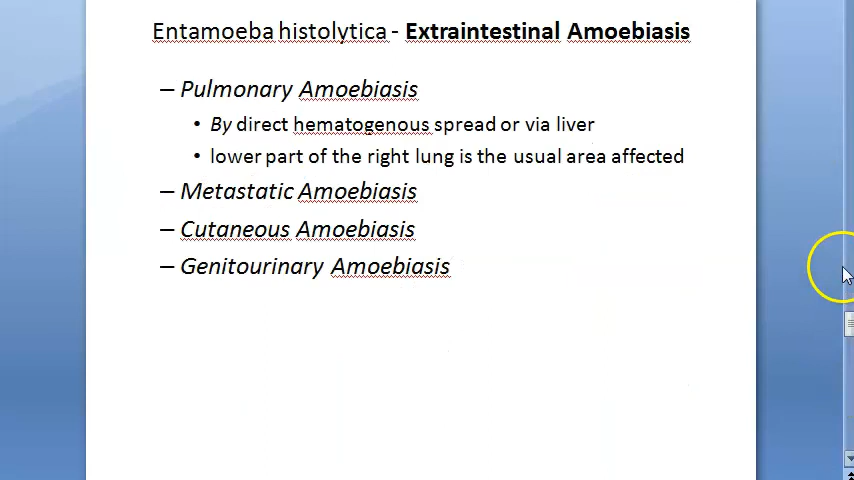 Entamoeba histolytica - Extraintestinal Amoebiasis
– Pulmonary Amoebiasis
• By direct hematogenous spread or via liver
• lower part of the right lung is the usual area affected
– Metastatic Amoebiasis
– Cutaneous Amoebiasis
– Genitourinary Amoebiasis